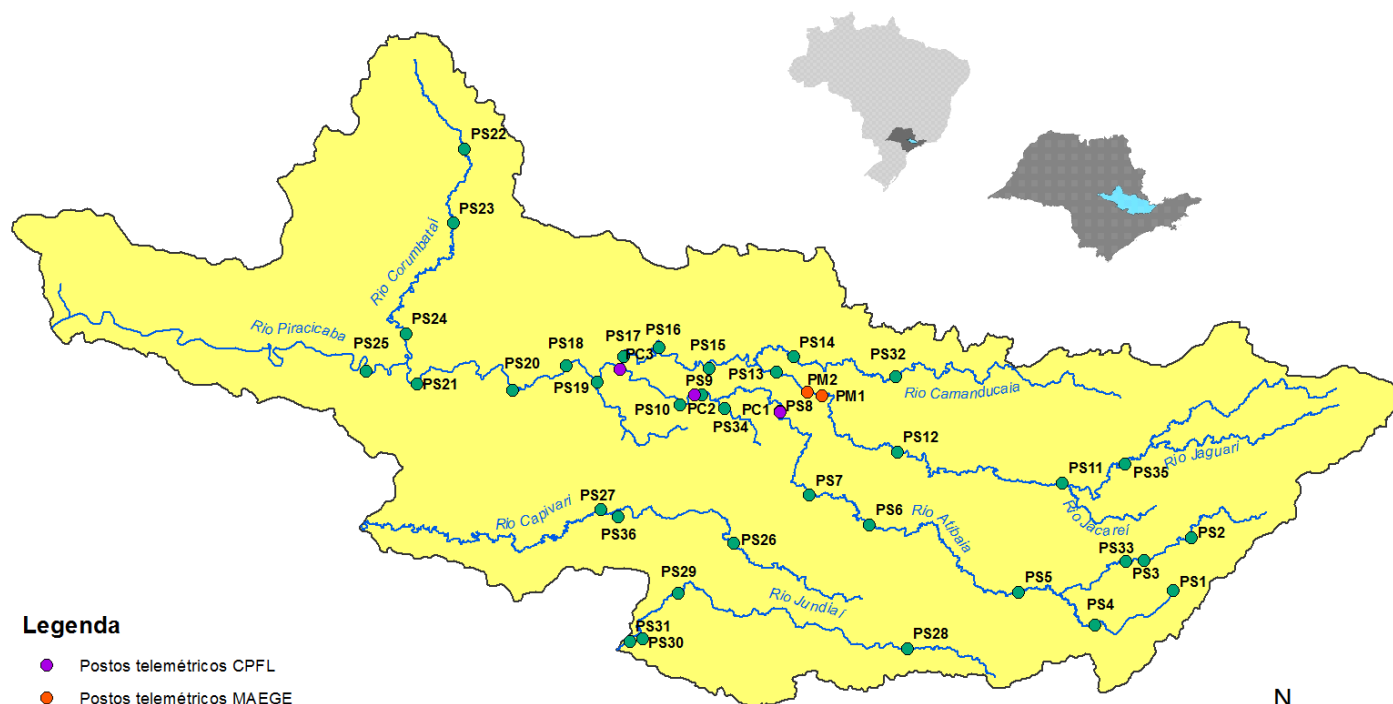 PS22
PS23
Rio Corumbataí
PS24
Rio Piracicaba
PS25
PS21
PS20
PS18
PS19
PS17
PC3
PS16
PS15
PS14
PS13
PS32
Rio Camanducaia
PM2
PM1
PS9
PS10
PC2
PS34
PC1
PS8
PS12
PS11
PS35
Rio Jaguari
Rio Jacareí
PS7
PS6
Rio Atibaia
PS2
PS33
PS3
PS1
PS5
PS4
PS27
Rio Capivari
PS36
PS26
PS29
Rio Jundiaí
PS28
PS31
PS30
Legenda
Postos telemétricos CPFL
Postos telemétricos MAEGE
N